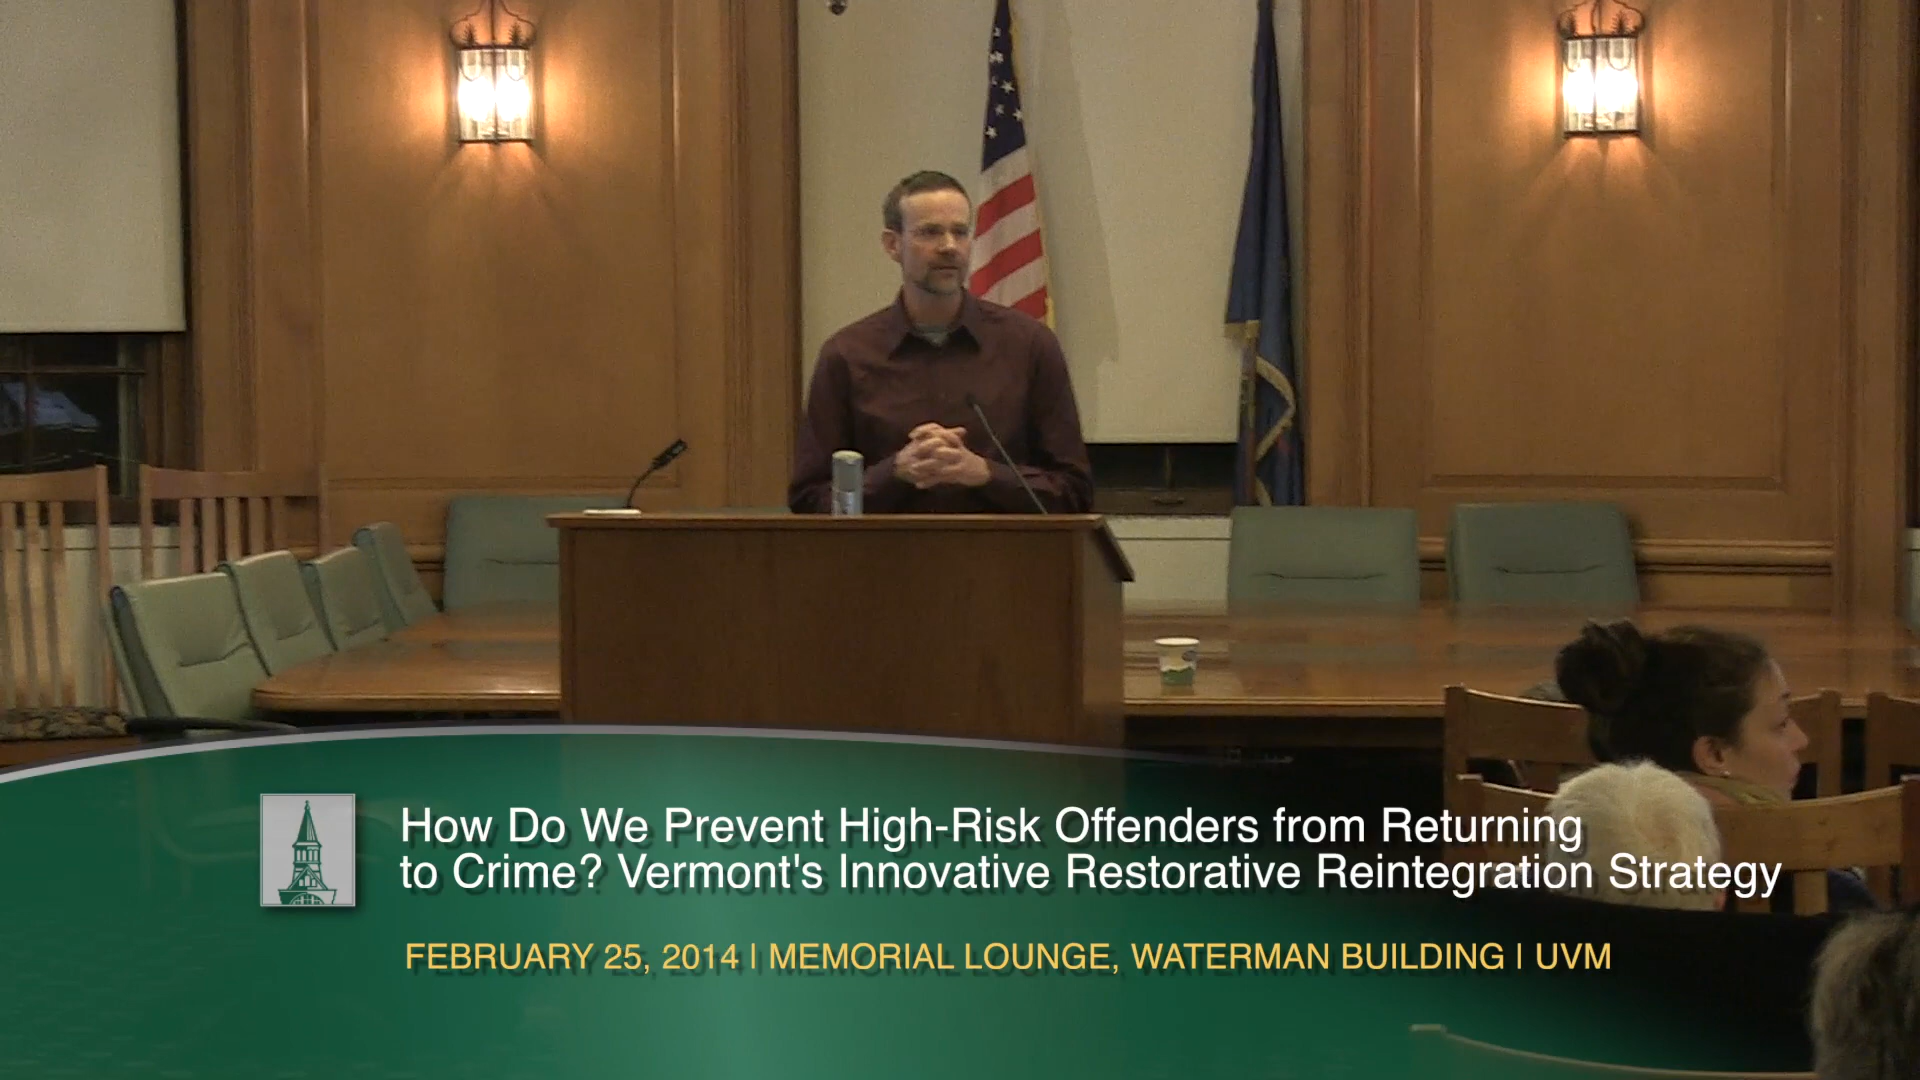 How Do We Prevent High-Risk Offenders from Returning
to Crime? Vermont's Innovative Restorative Reintegration Strategy
FEBRUARY 25, 2014 | MEMORIAL LOUNGE, WATERMAN BUILDING | UVM